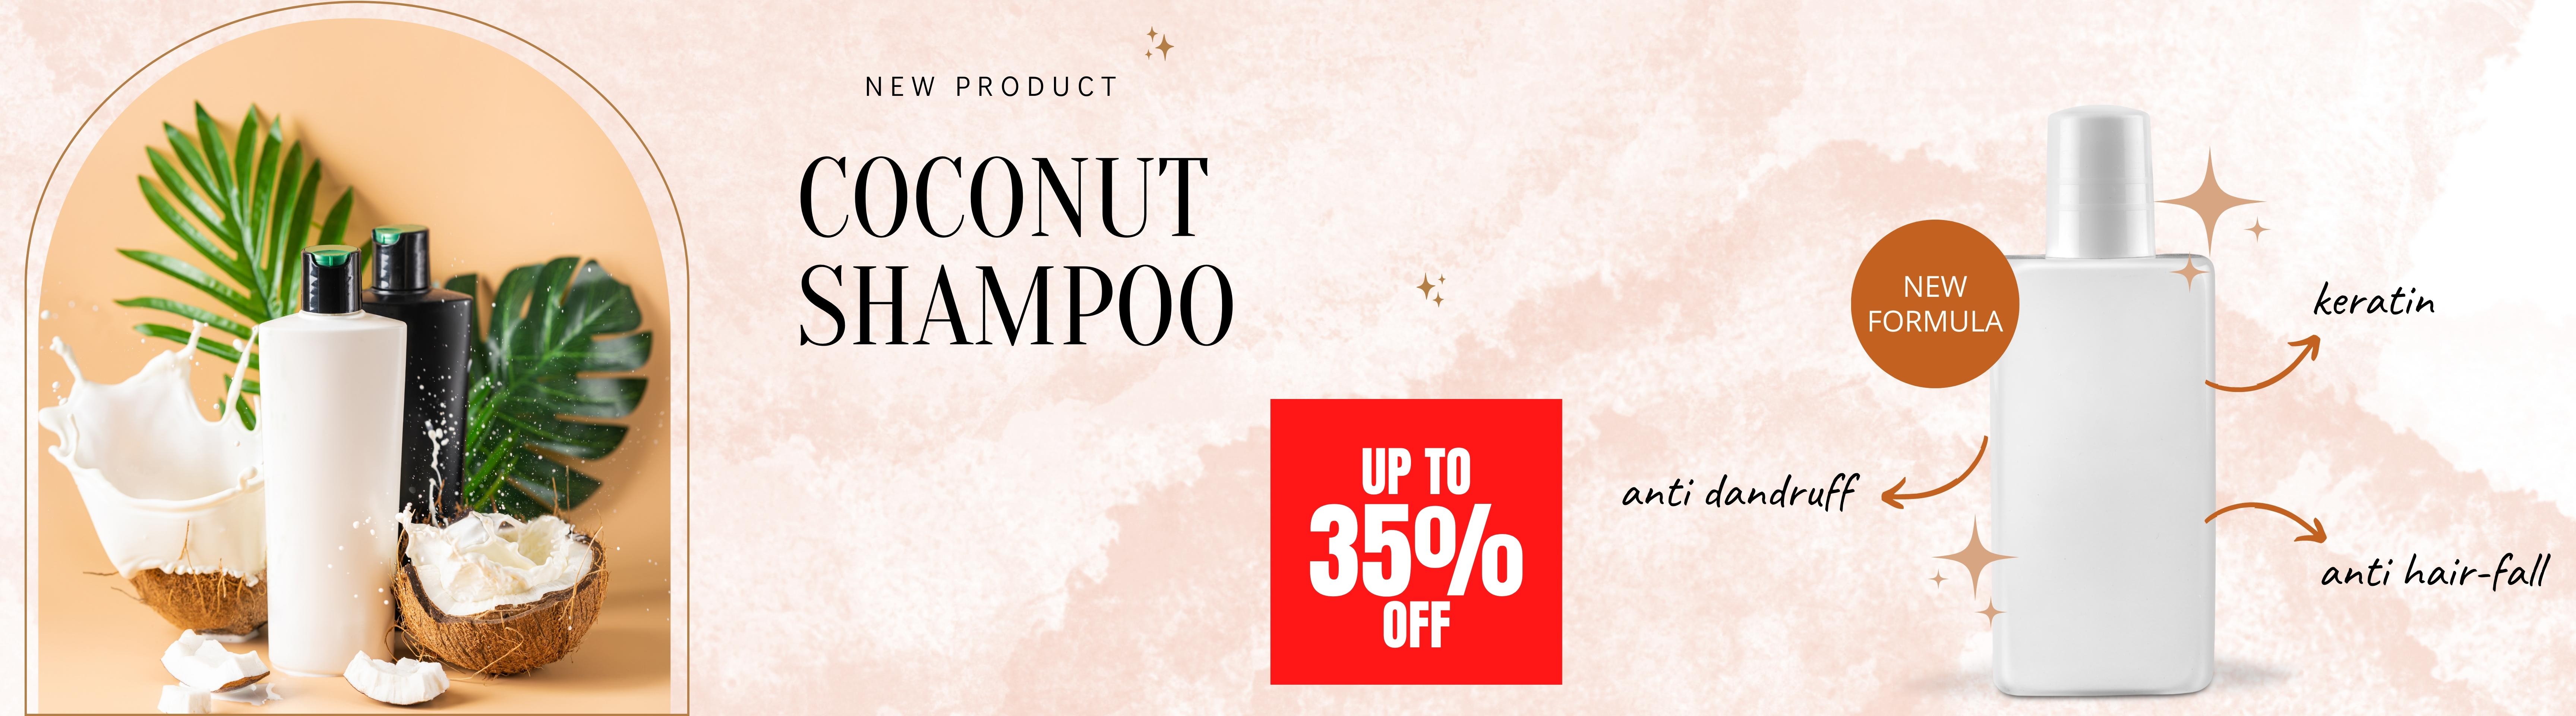 NEW PRODUCT
COCONUT
SHAMPOO
UP TO
35%
OFF
NEW
FORMULA
keratin
anti dandruff
anti hair-fall